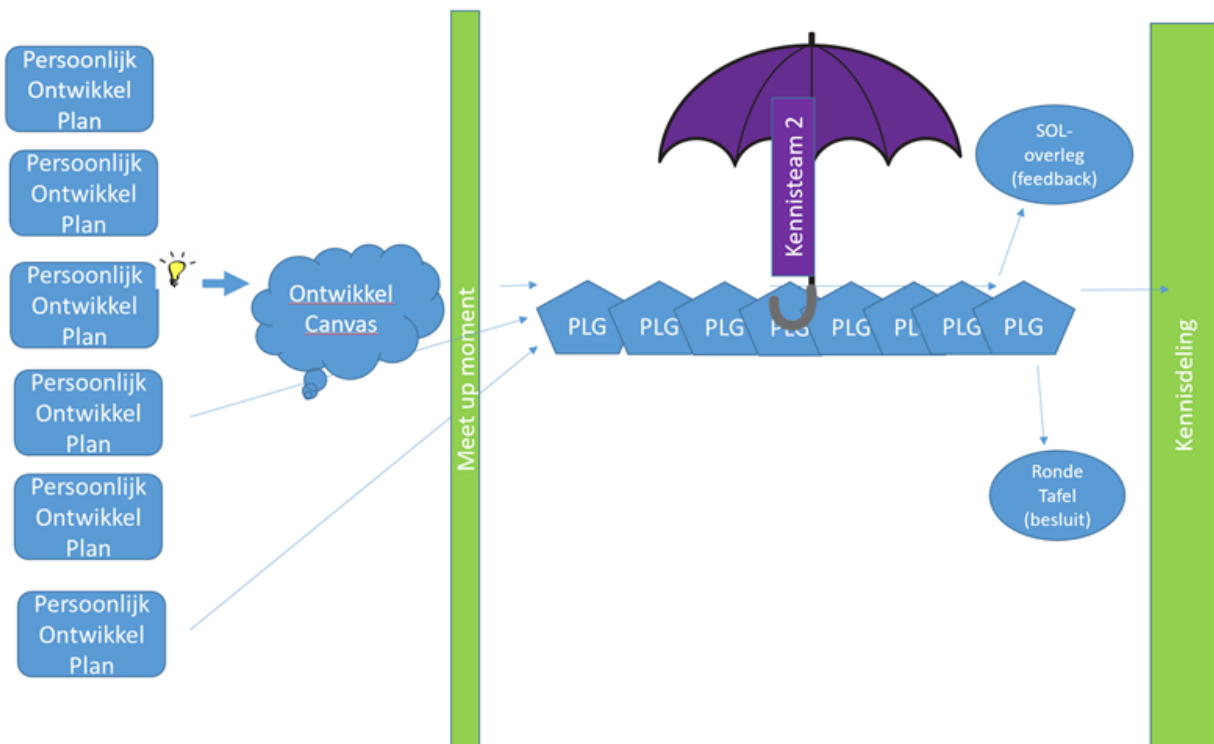 Persoonlijk
Ontwikkel
Plan
Persoonlijk
Ontwikkel
Plan
Persoonlijk
Ontwikkel
Plan
Persoonlijk
Ontwikkel
Plan
Persoonlijk
Ontwikkel
Plan
Persoonlijk
Ontwikkel
Plan
Ontwikkel
Canvas
Meet up moment
Kennisteam 2
PLG
PLG
PLG
PLG
PLG
PLG
PLG
PLG
SOL-
overleg
(feedback)
Ronde
Tafel
(besluit)
Kennisdeling